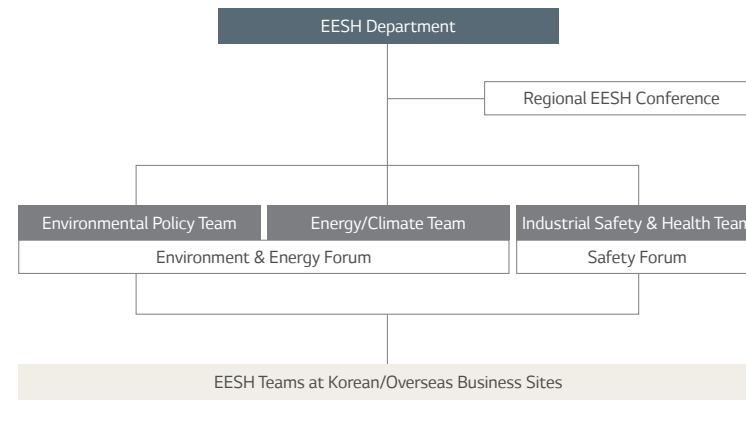 EESH Department
Regional EESH Conference
Environmental Policy Team
Energy/Climate Team
Industrial Safety & Health Team
Environment & Energy Forum
Safety Forum
EESH Teams at Korean/Overseas Business Sites